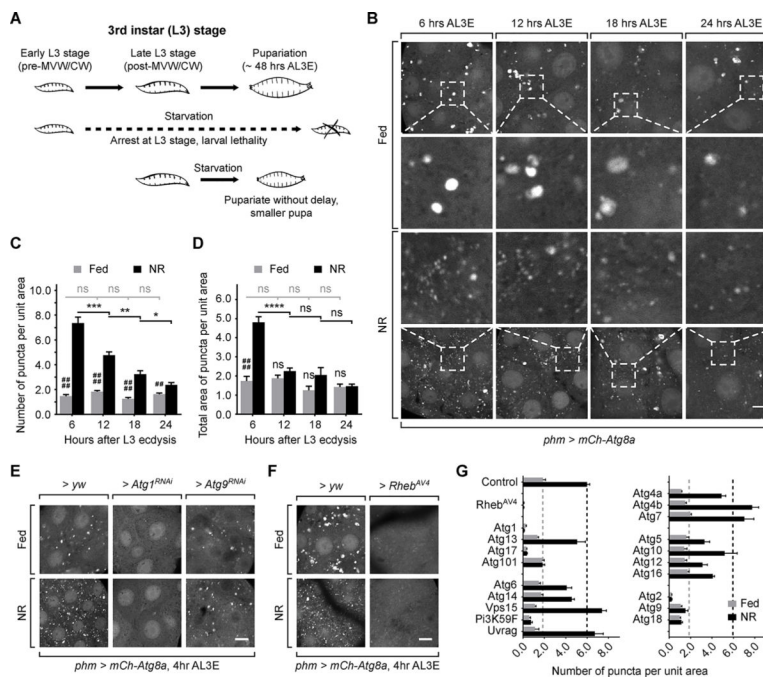 A
3rd instar (L3) stage
Early L3 stage
(pre-MVW/CW)
Late L3 stage
(post-MVW/CW)
Pupariation
(~ 48 hrs AL3E)
Starvation
Arrest at L3 stage, larval lethality
Starvation
Pupariate without delay,
smaller pupa
B
6 hrs AL3E
12 hrs AL3E
18 hrs AL3E
24 hrs AL3E
Fed
NR
phm > mCh-Atg8a
C
Fed
NR
Number of puncta per unit area
10.0
8.0
6.0
4.0
2.0
0.0
ns
ns
ns
***
**
*
##
##
##
##
##
##
##
6
12
18
24
Hours after L3 ecdysis
D
Fed
NR
Total area of puncta per unit area
5.0
4.0
3.0
2.0
1.0
0.0
ns
ns
ns
****
ns
ns
##
##
ns
ns
ns
6
12
18
24
Hours after L3 ecdysis
E
> yw
> Atg1RNAi
> Atg9RNAi
Fed
NR
phm > mCh-Atg8a, 4hr AL3E
F
> yw
> RhebAV4
Fed
NR
phm > mCh-Atg8a, 4hr AL3E
G
Control
RhebAV4
Atg1
Atg13
Atg17
Atg101
Atg6
Atg14
Vps15
Pi3K59F
Uvrag
0.0
2.0
4.0
6.0
8.0
Atg4a
Atg4b
Atg7
Atg5
Atg10
Atg12
Atg16
Atg2
Atg9
Atg18
Fed
NR
0.0
2.0
4.0
6.0
8.0
Number of puncta per unit area